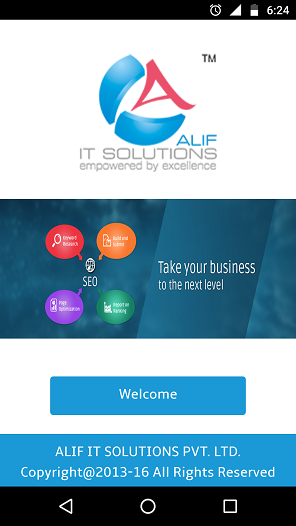 6:24
TM
ALIF
IT SOLUTIONS
empowered by excellence
Keyword
Research
Build and
Submit
SEO
Page
Optimization
Report on
Ranking
Take your business
to the next level
Welcome
ALIF IT SOLUTIONS PVT. LTD.
Copyright@2013-16 All Rights Reserved